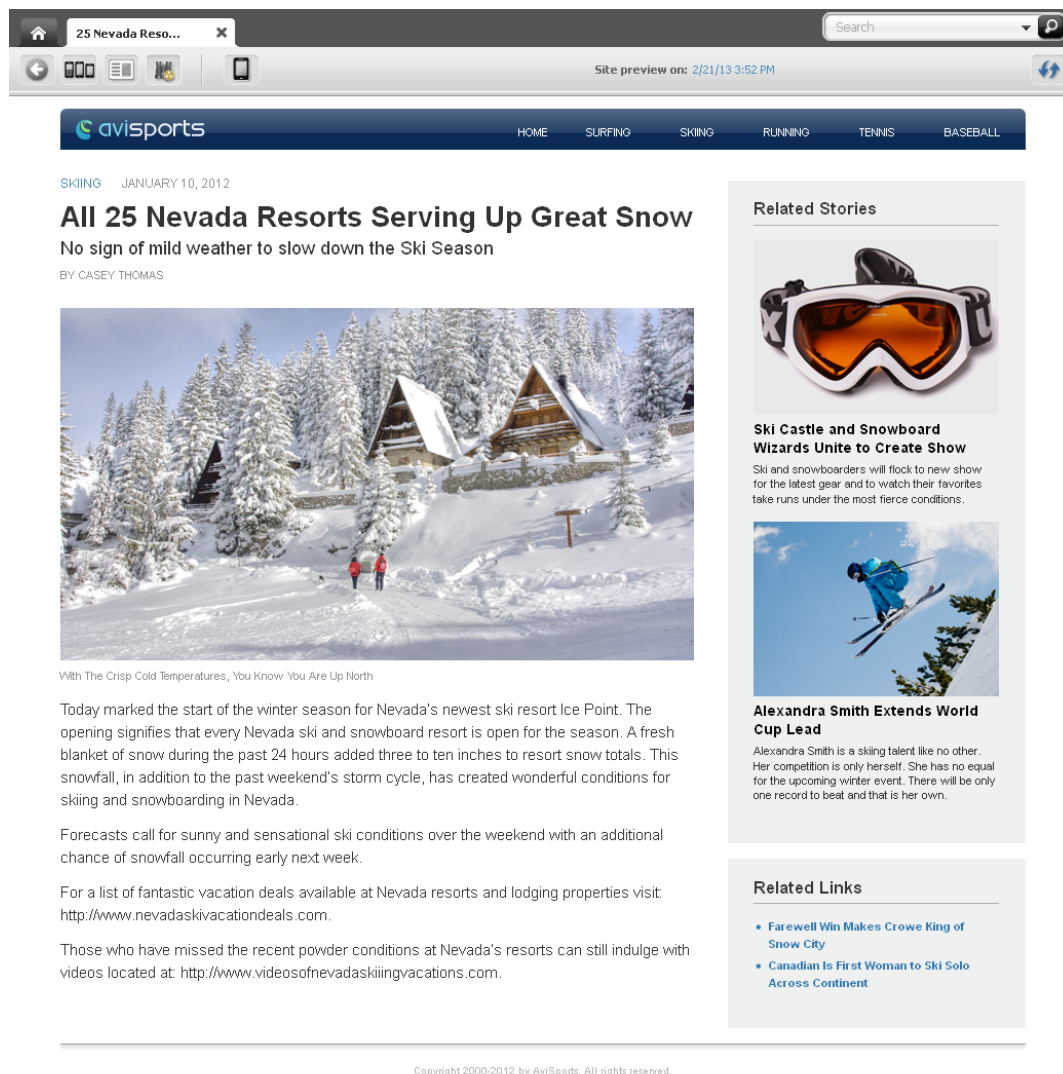 25 Nevada Reso...
Search
Site preview on: 2/21/13 3:52 PM
avisports
HOME SURFING SKIING RUNNING TENNIS BASEBALL
SKIING JANUARY 10, 2012
All 25 Nevada Resorts Serving Up Great Snow
No sign of mild weather to slow down the Ski Season
BY CASEY THOMAS
With The Crisp Cold Temperatures, You Know You Are Up North
Today marked the start of the winter season for Nevada's newest ski resort Ice Point. The
opening signifies that every Nevada ski and snowboard resort is open for the season. A fresh
blanket of snow during the past 24 hours added three to ten inches to resort snow totals. This
snowfall, in addition to the past weekend's storm cycle, has created wonderful conditions for
skiing and snowboarding in Nevada.
Forecasts call for sunny and sensational ski conditions over the weekend with an additional
chance of snowfall occurring early next week.
For a list of fantastic vacation deals available at Nevada resorts and lodging properties visit:
http://www.nevadaskivacationdeals.com.
Those who have missed the recent powder conditions at Nevada's resorts can still indulge with
videos located at: http://www.videosofnevadaskiiingvacations.com.
Related Stories
Ski Castle and Snowboard
Wizards Unite to Create Show
Ski and snowboarders will flock to new show
for the latest gear and to watch their favorites
take runs under the most fierce conditions.
Alexandra Smith Extends World
Cup Lead
Alexandra Smith is a skiing talent like no other.
Her competition is only herself. She has no equal
for the upcoming winter event. There will be only
one record to beat and that is her own.
Related Links
• Farewell Win Makes Crowe King of
Snow City
• Canadian Is First Woman to Ski Solo
Across Continent
Copyright 2000-2012 by AviSports. All rights reserved.